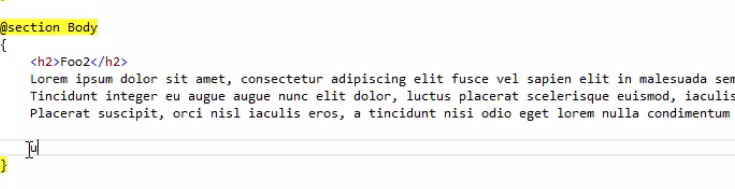 @section Body
{
<h2>Foo2</h2>
Lorem ipsum dolor sit amet, consectetur adipiscing elit fusce vel sapien elit in malesuada sem
Tincidunt integer eu augue augue nunc elit dolor, luctus placerat scelerisque euismod, iaculis
Placerat suscipit, orci nisl iaculis eros, a tincidunt nisi odio eget lorem nulla condimentum
u
}